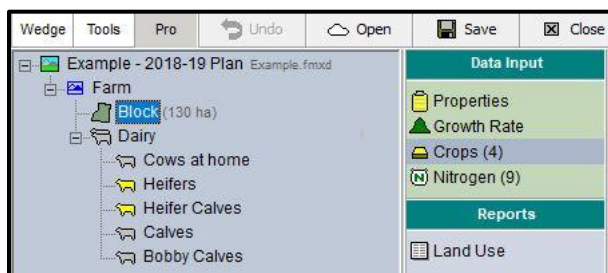 Wedge Tools Pro Undo Open Save Close
Example - 2018-19 Plan Example.fmxd
Farm
Block (130 ha)
Dairy
Cows at home
Heifers
Heifer Calves
Calves
Bobby Calves
Data Input
Properties
Growth Rate
Crops (4)
N Nitrogen (9)
Reports
Land Use